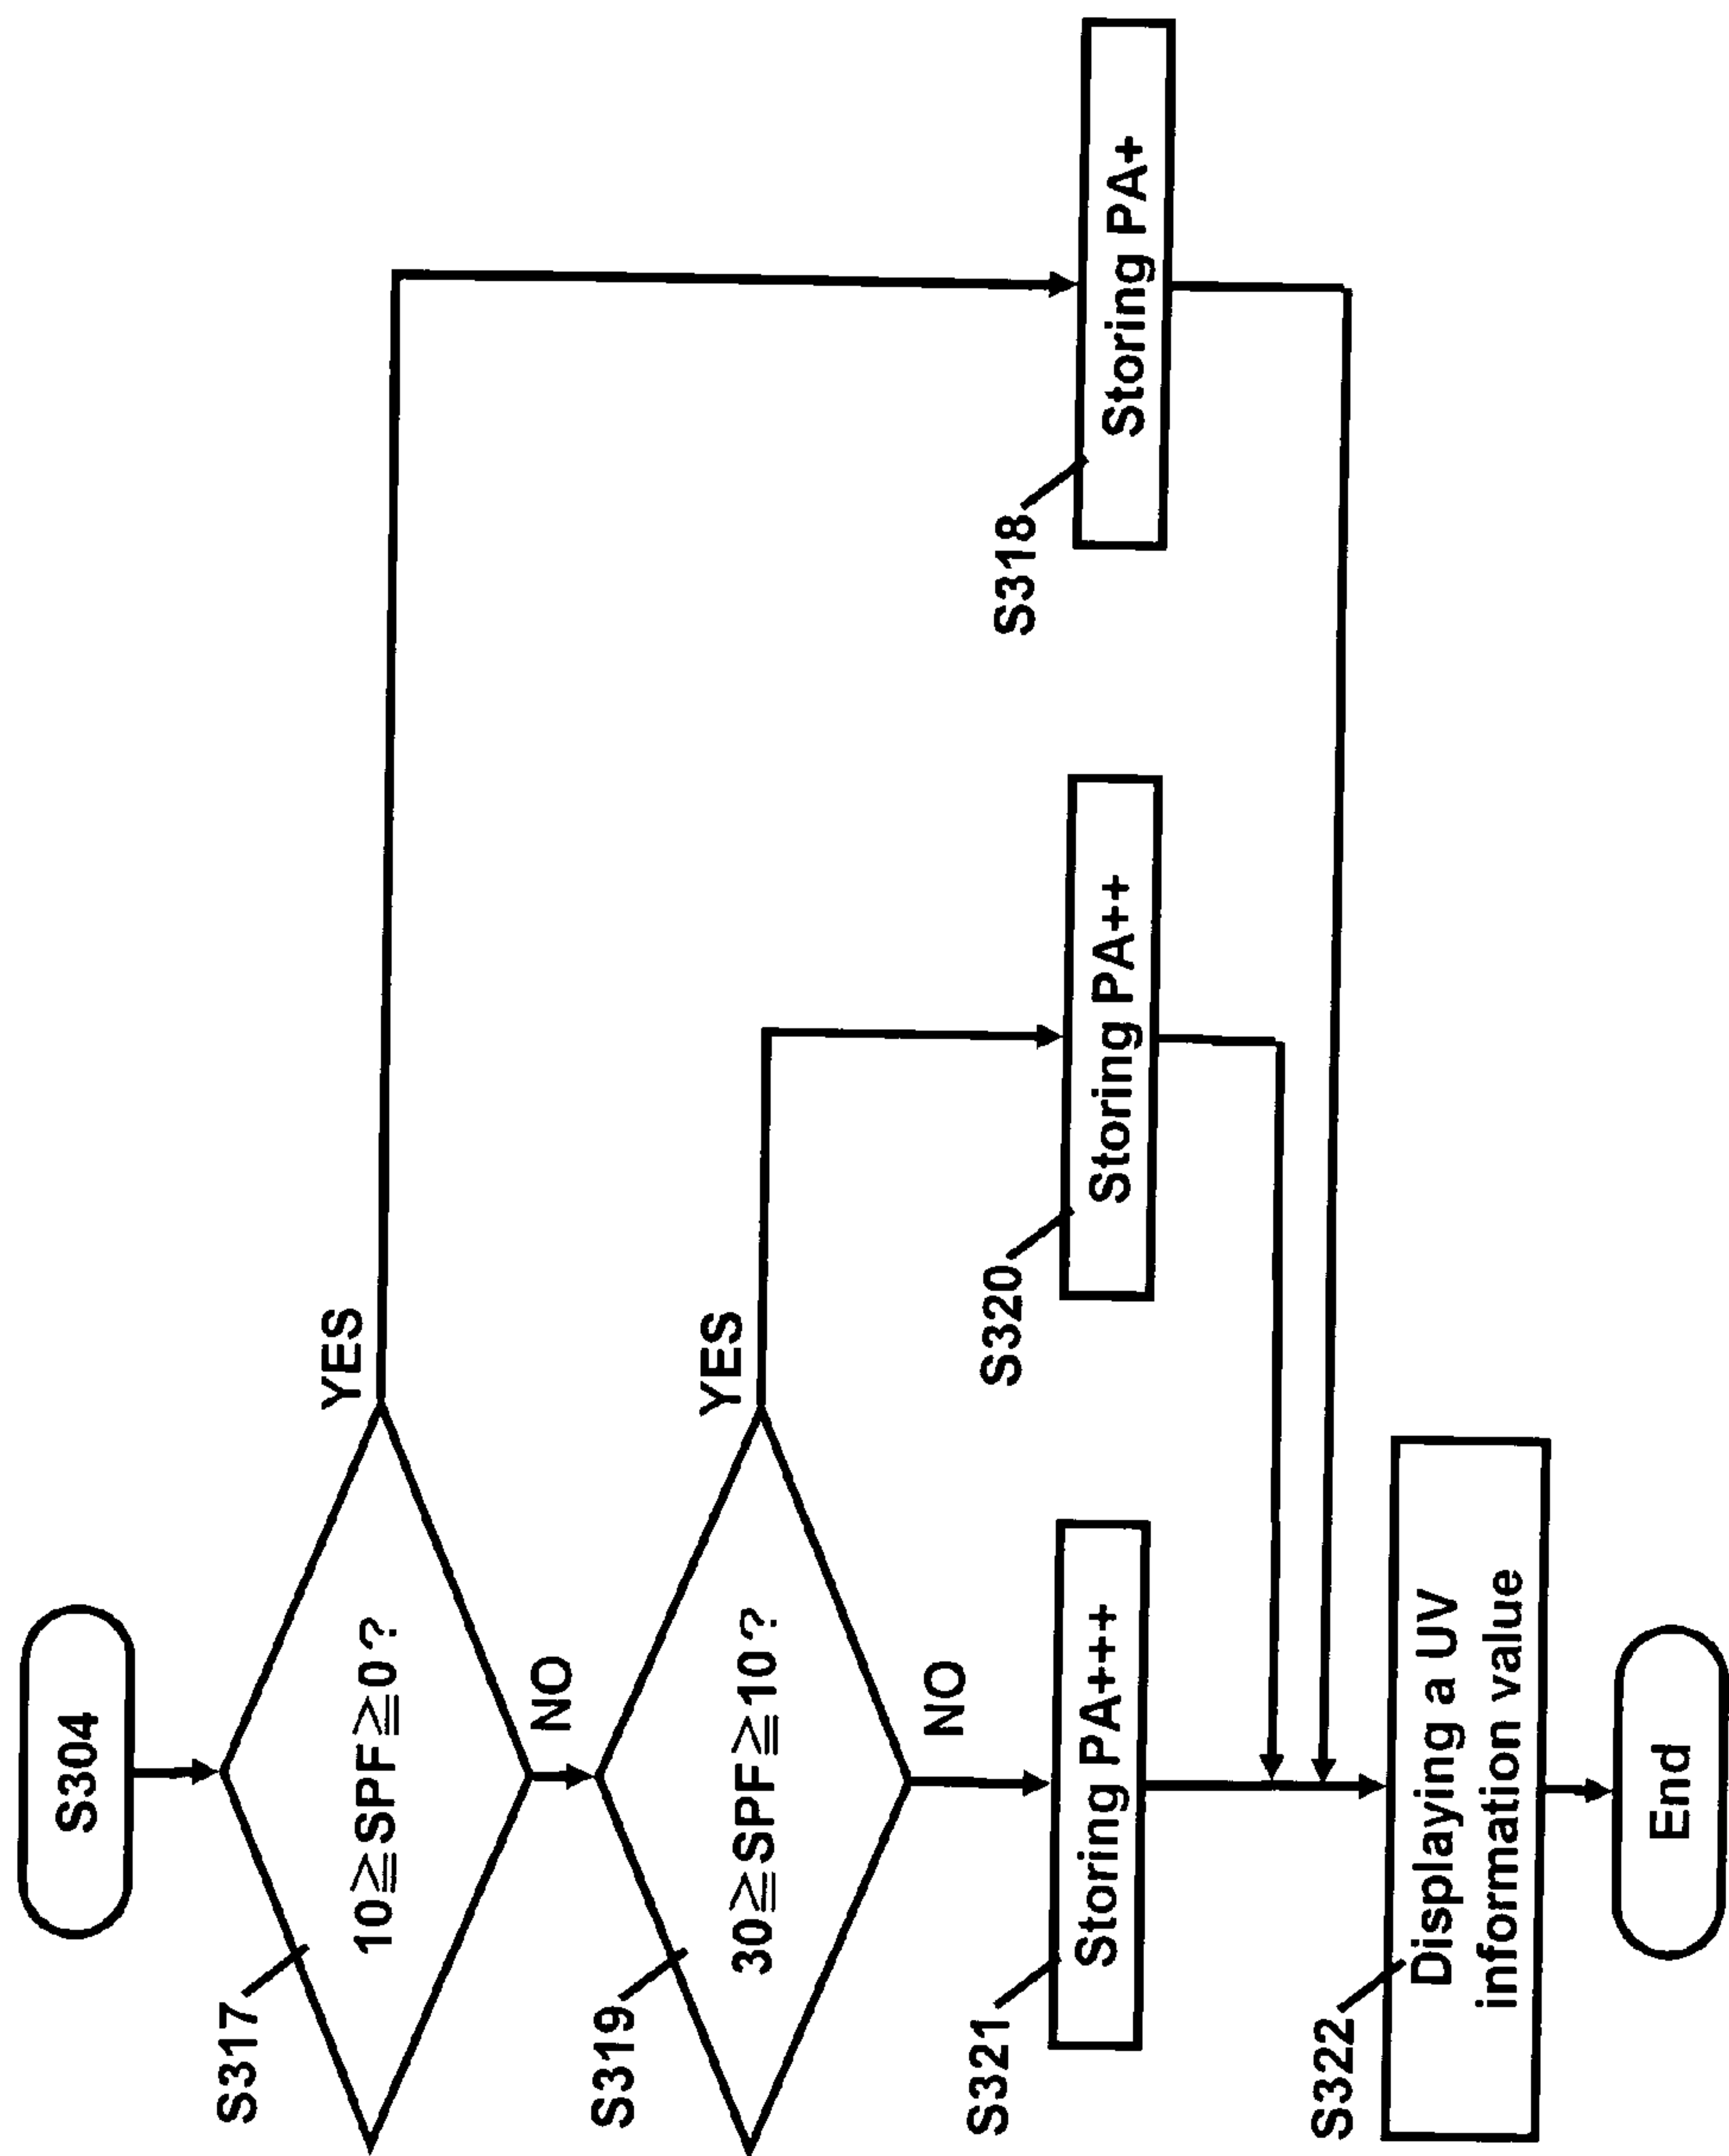 S304
S317
10≧SPF≧0?
YES
NO
S319
30≧SPF≧10?
YES
NO
S321
Storing PA+++
S320
Storing PA++
S318
Storing PA+
S322
Displaying a UV
information value
End